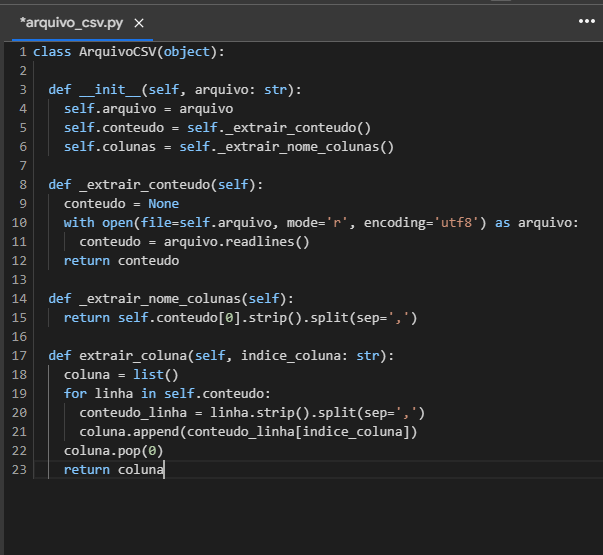 *arquivo_csv.py ×
1 class ArquivoCSV(object):
2
3   def __init__(self, arquivo: str):
4     self.arquivo = arquivo
5     self.conteudo = self._extrair_conteudo()
6     self.colunas = self._extrair_nome_colunas()
7
8   def _extrair_conteudo(self):
9     conteudo = None
10     with open(file=self.arquivo, mode='r', encoding='utf8') as arquivo:
11       conteudo = arquivo.readlines()
12     return conteudo
13
14   def _extrair_nome_colunas(self):
15     return self.conteudo[0].strip().split(sep=',')
16
17   def extrair_coluna(self, indice_coluna: str):
18     coluna = list()
19     for linha in self.conteudo:
20       conteudo_linha = linha.strip().split(sep=',')
21       coluna.append(conteudo_linha[indice_coluna])
22     coluna.pop(0)
23     return coluna